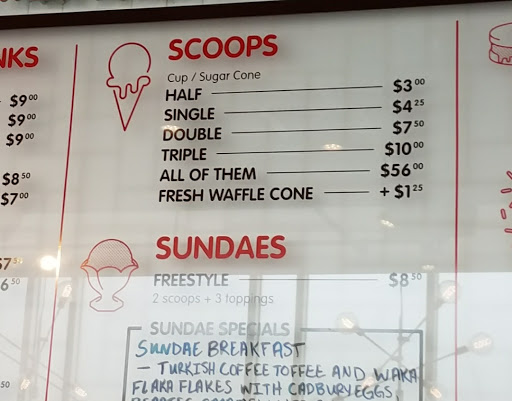 NKS
$9.00
$9.00
$9.00
$8.50
$7.00
SCOOPS
Cup / Sugar Cone
HALF $3.00
SINGLE $4.25
DOUBLE $7.50
TRIPLE $10.00
ALL OF THEM $56.00
FRESH WAFFLE CONE + $1.25
SUNDAES
FREESTYLE $8.50
2 scoops + 3 toppings
SUNDAE SPECIALS
SUNDAE BREAKFAST
- TURKISH COFFEE TOFFEE AND WAKA
FLAKA FLAKES WITH CADBURY EGGS,